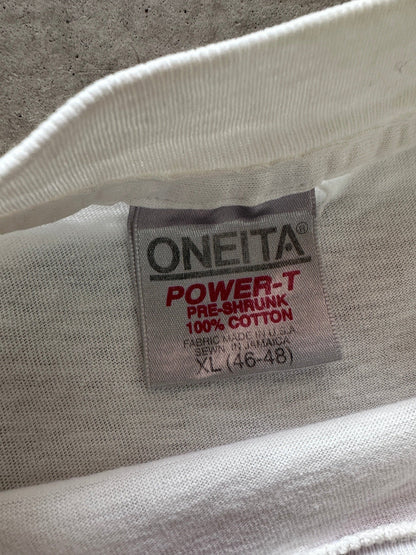 ONEITA®
POWER-T
PRE-SHRUNK
100% COTTON
FABRIC MADE IN U.S.A
SEWN IN JAMAICA
XL (46-48)